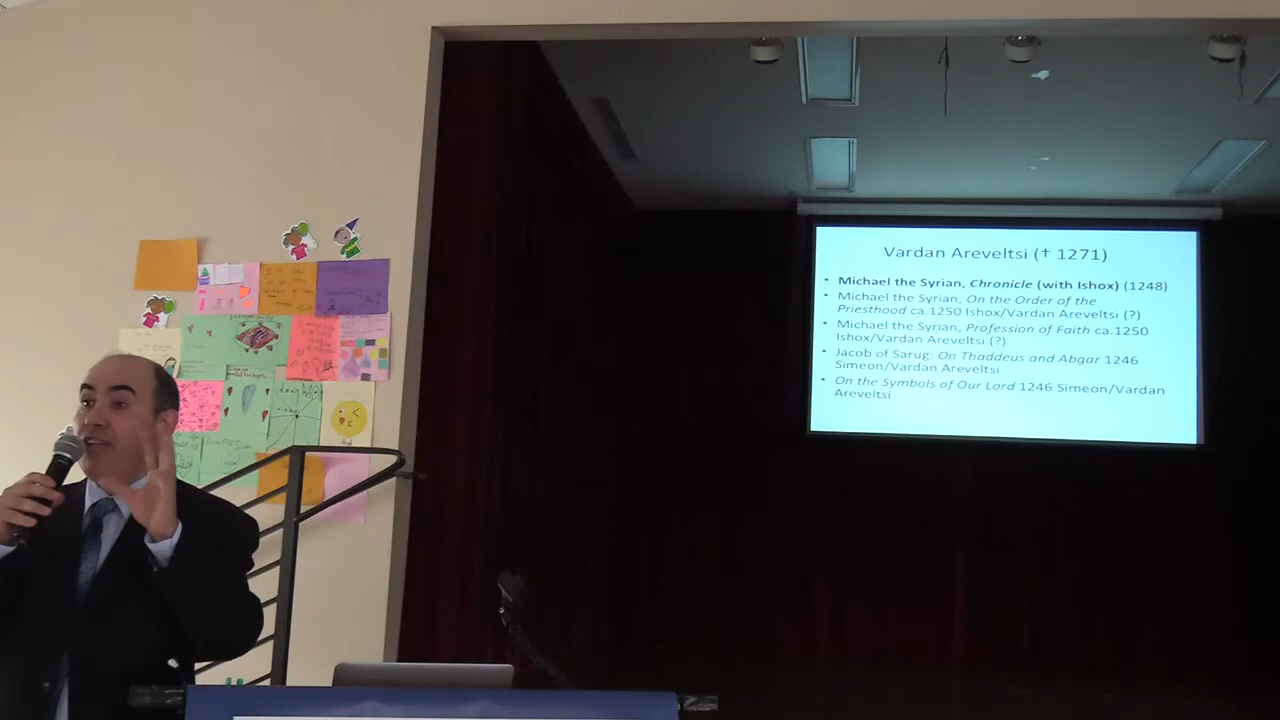 Vardan Areveltsi († 1271)
• Michael the Syrian, Chronicle (with Ishox) (1248)
• Michael the Syrian, On the Order of the
Priesthood ca.1250 Ishox/Vardan Areveltsi (?)
• Michael the Syrian, Profession of Faith ca.1250
Ishox/Vardan Areveltsi (?)
• Jacob of Sarug: On Thaddeus and Abgar 1246
Simeon/Vardan Areveltsi
• On the Symbols of Our Lord 1246 Simeon/Vardan
Areveltsi